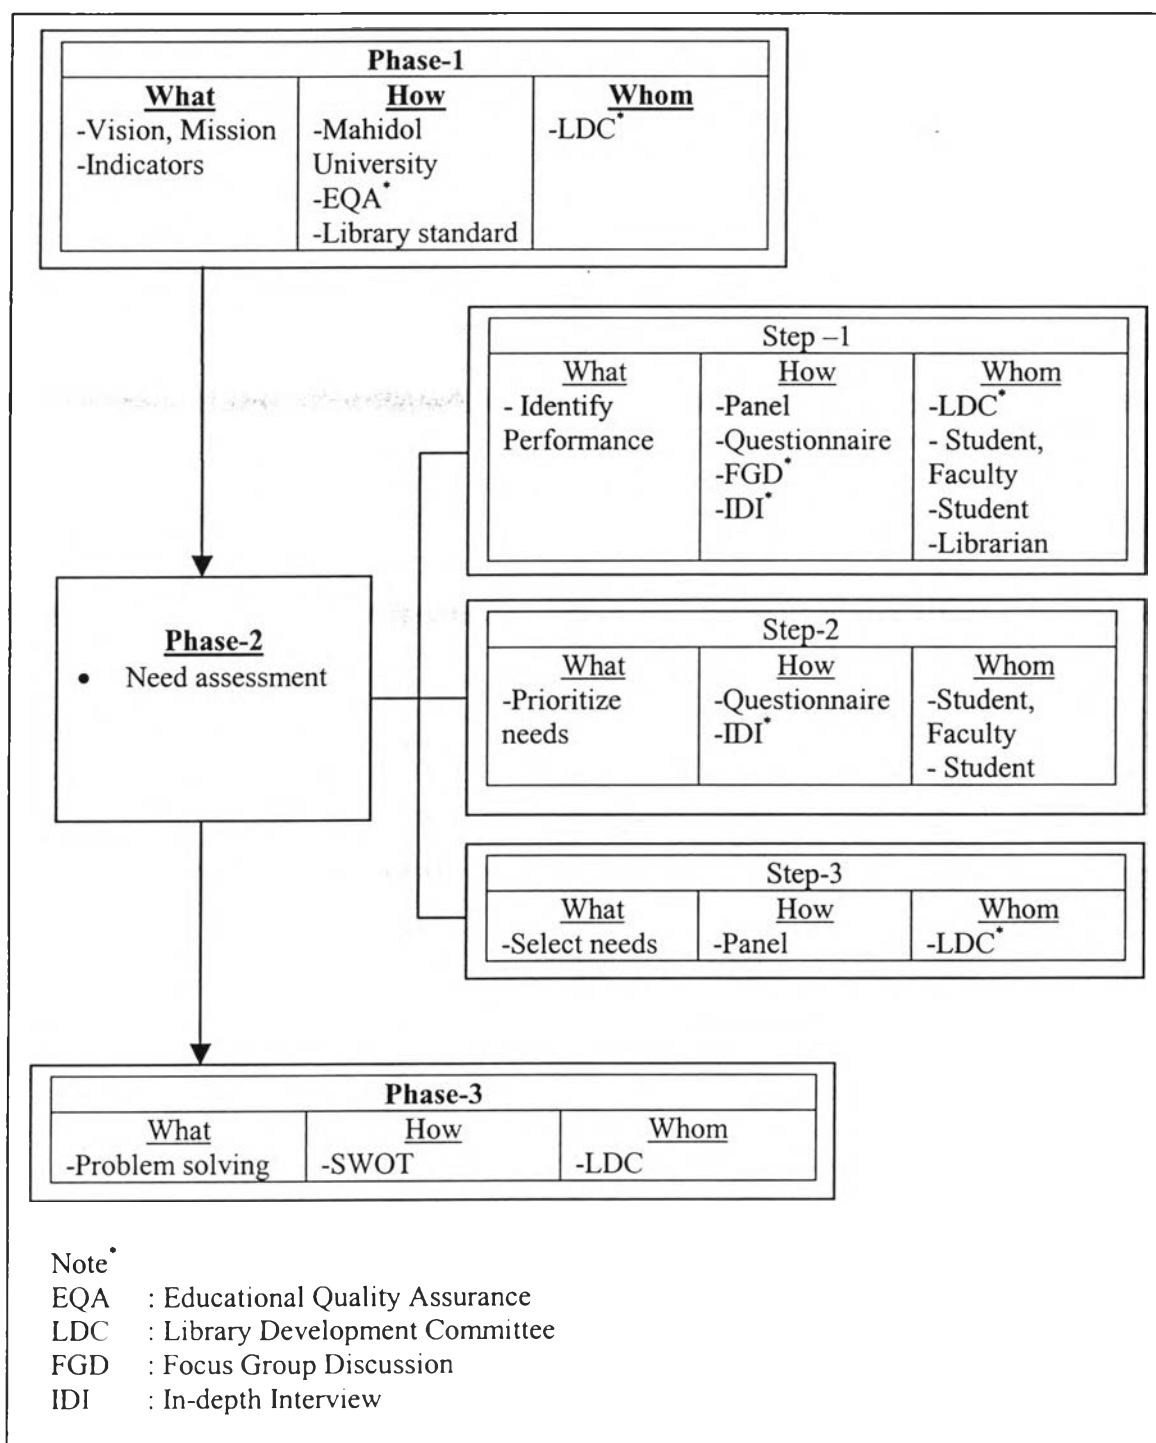 Phase-1
What
-Vision, Mission
-Indicators
How
-Mahidol
University
-EQA*
-Library standard
Whom
-LDC*
Step –1
What
- Identify
Performance
How
-Panel
-Questionnaire
-FGD*
-IDI*
Whom
-LDC*
- Student,
Faculty
-Student
-Librarian
Phase-2
• Need assessment
Step-2
What
-Prioritize
needs
How
-Questionnaire
-IDI*
Whom
-Student,
Faculty
- Student
Step-3
What
-Select needs
How
-Panel
Whom
-LDC*
Phase-3
What
-Problem solving
How
-SWOT
Whom
-LDC
Note*
EQA : Educational Quality Assurance
LDC : Library Development Committee
FGD : Focus Group Discussion
IDI : In-depth Interview